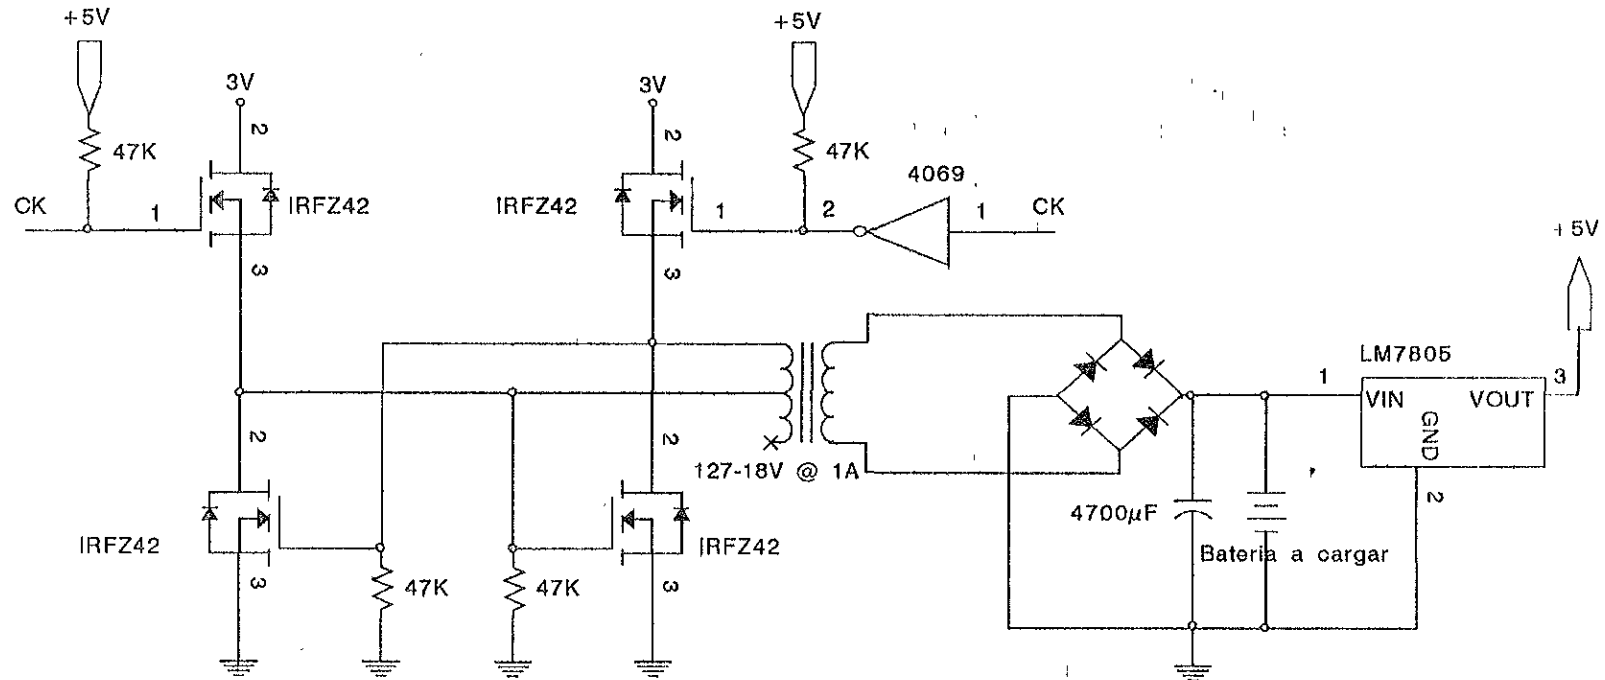 +5V
+5V
3V
3V
2
2
47K
47K
4069
CK
1
IRFZ42
IRFZ42
1
2
1
CK
3
3
+5V
LM7805
1
3
VIN
VOUT
GND
2
2
2
127-18V @ 1A
4700µF
IRFZ42
IRFZ42
Bateria a cargar
3
47K
47K
3